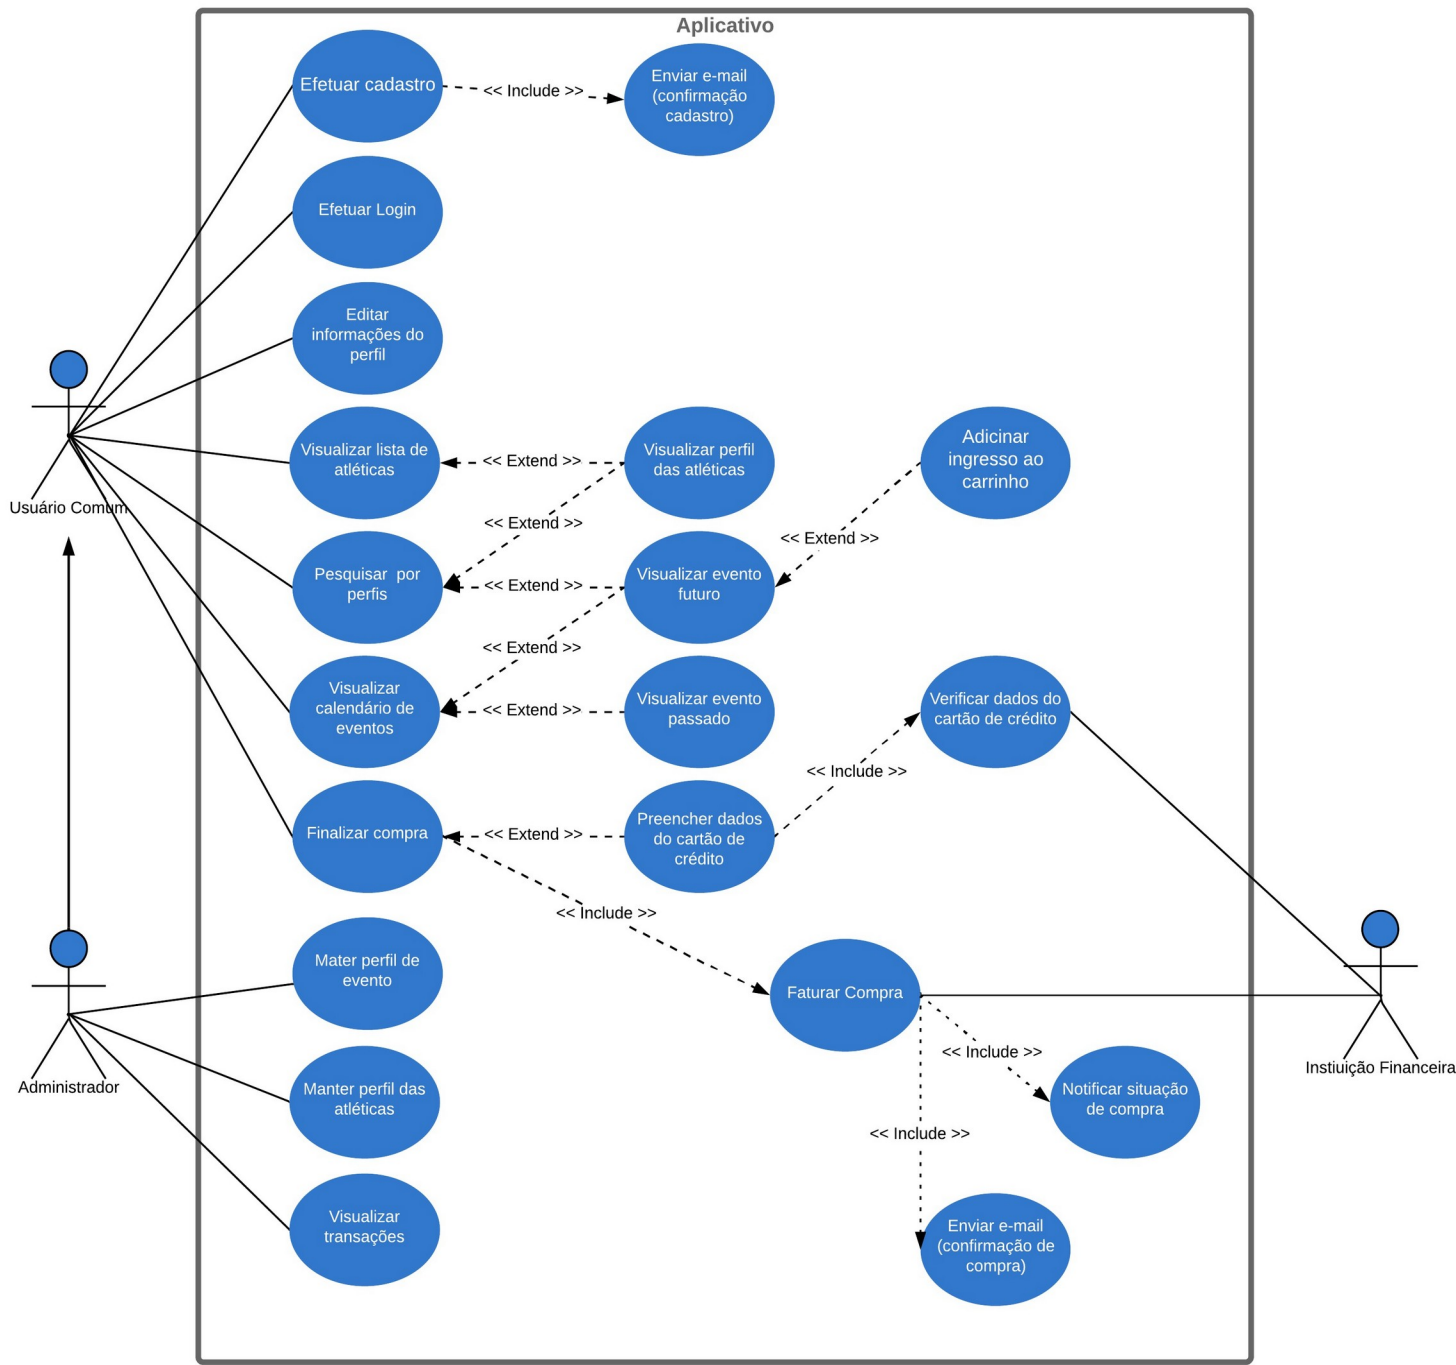 Aplicativo
Efetuar cadastro
<< Include >>
Enviar e-mail
(confirmação
cadastro)
Efetuar Login
Editar
informações do
perfil
Usuário Comum
Visualizar lista de
atléticas
<< Extend >>
Visualizar perfil
das atléticas
Adicinar
ingresso ao
carrinho
<< Extend >>
<< Extend >>
Pesquisar por
perfis
<< Extend >>
Visualizar evento
futuro
<< Extend >>
Visualizar
calendário de
eventos
<< Extend >>
Visualizar evento
passado
Verificar dados do
cartão de crédito
<< Include >>
Finalizar compra
<< Extend >>
Preencher dados
do cartão de
crédito
<< Include >>
Mater perfil de
evento
Faturar Compra
<< Include >>
Administrador
Instiuição Financeira
Manter perfil das
atléticas
Notificar situação
de compra
<< Include >>
Visualizar
transações
Enviar e-mail
(confirmação de
compra)